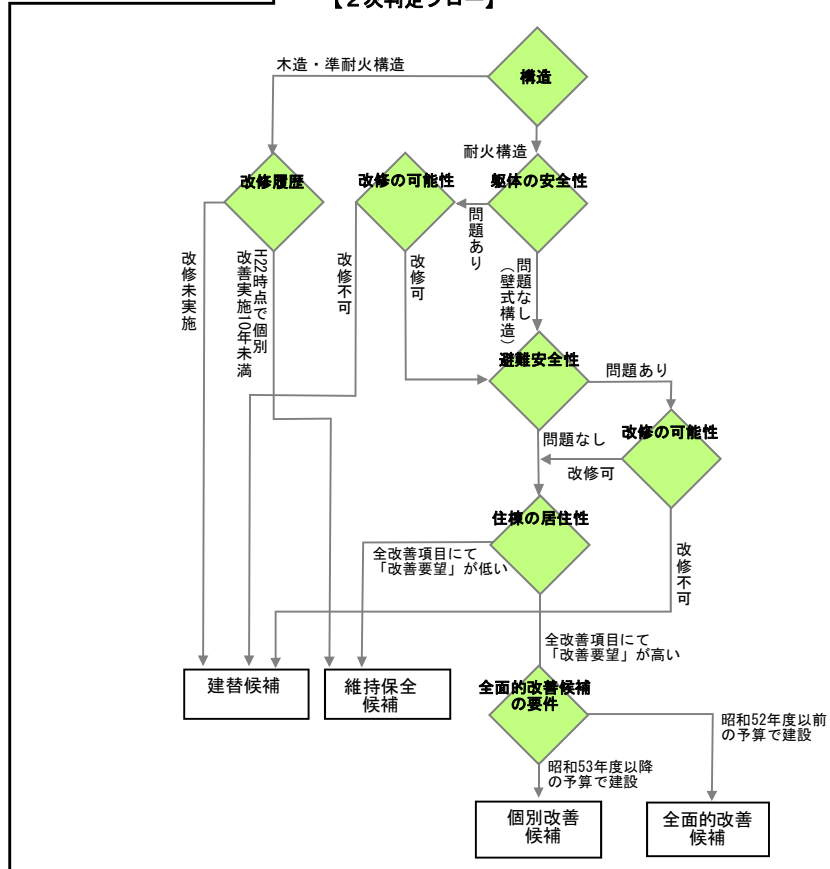 【２次判定フロー】
構造
木造・準耐火構造
耐火構造
改修履歴
改修の可能性
躯体の安全性
問題あり
改修未実施
H22時点で個別
改善実施10年未満
改修不可
改修可
問題なし
（壁式構造）
避難安全性
問題あり
問題なし
改修の可能性
改修可
住棟の居住性
全改善項目にて
「改善要望」が低い
改修不可
全改善項目にて
「改善要望」が高い
建替候補
維持保全
候補
全面的改善候補
の要件
昭和52年度以前
の予算で建設
昭和53年度以降
の予算で建設
個別改善
候補
全面的改善
候補